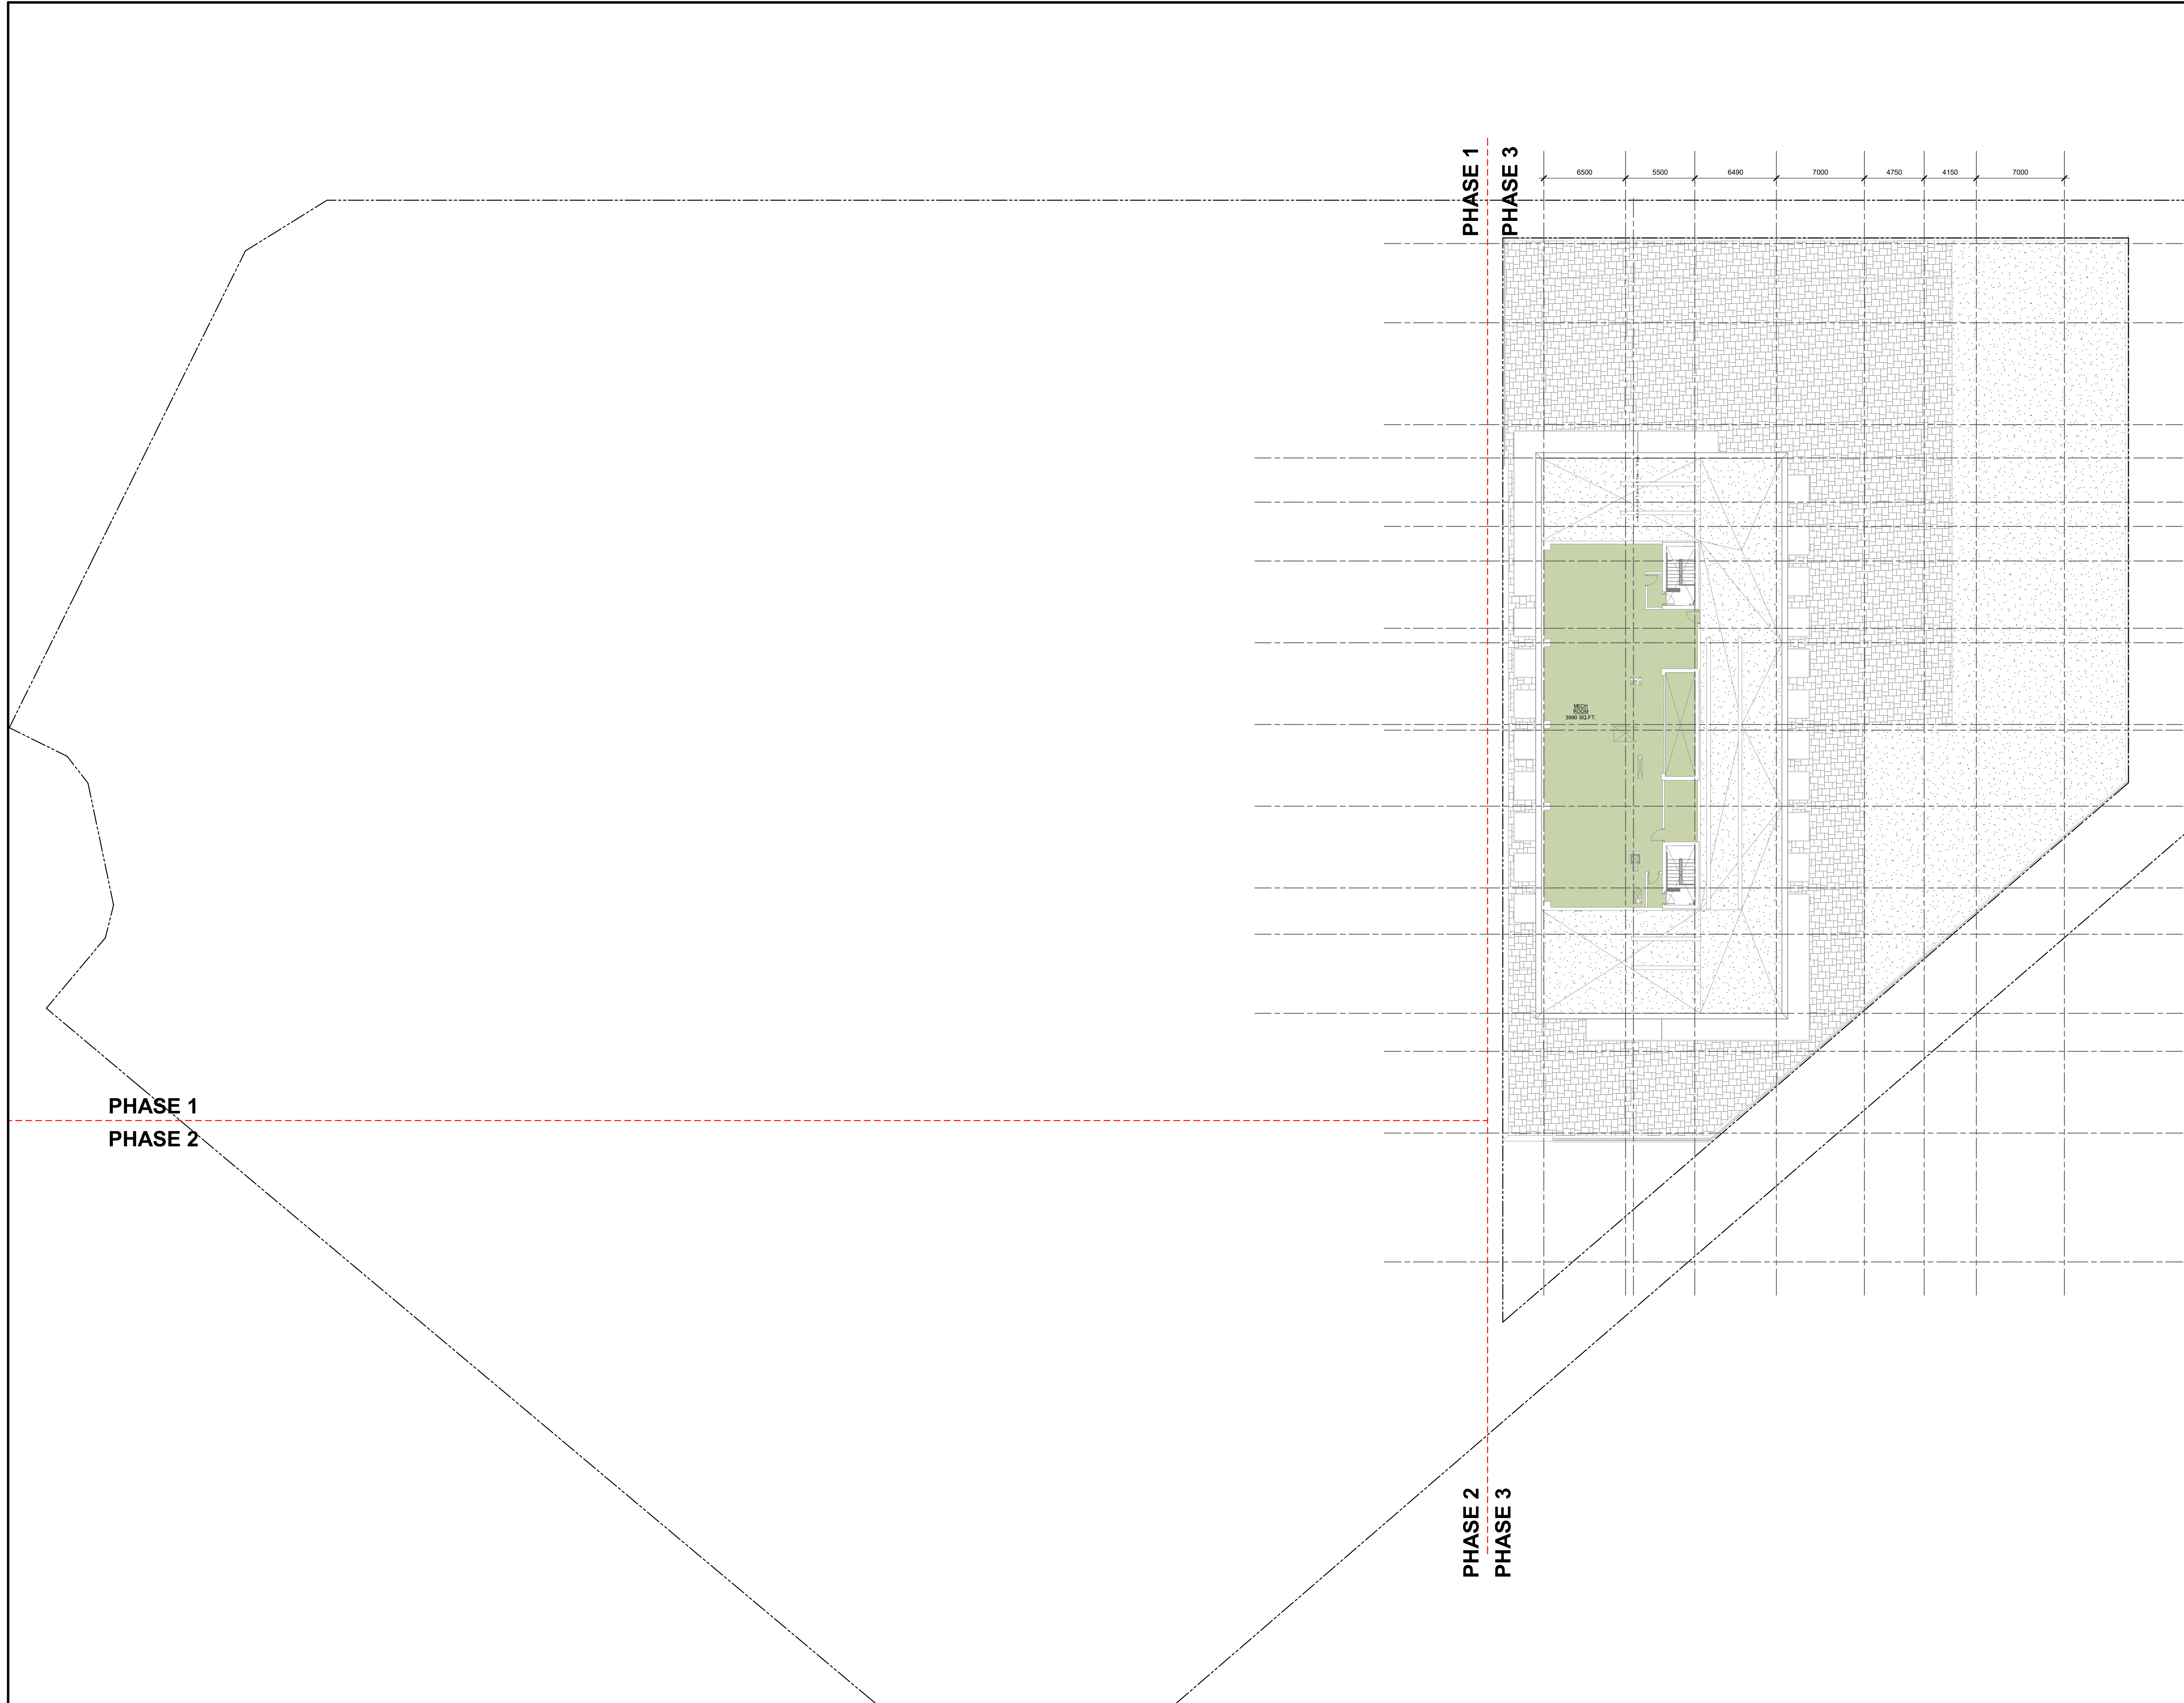 PHASE 1
PHASE 3
6500
5500
6490
7000
4750
4150
7000
MECH
ROOM
3990 SQ.FT.
PHASE 1
PHASE 2
PHASE 2
PHASE 3